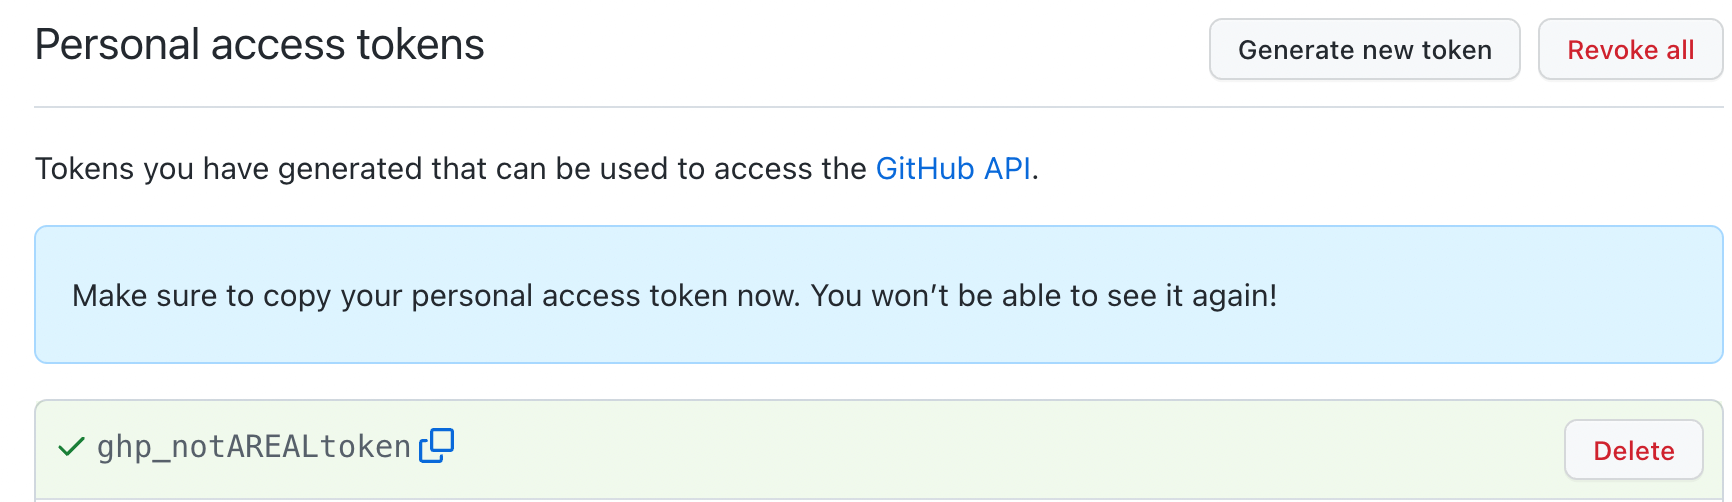 Personal access tokens
Generate new token
Revoke all
Tokens you have generated that can be used to access the GitHub API.
Make sure to copy your personal access token now. You won’t be able to see it again!
ghp_notAREALtoken
Delete